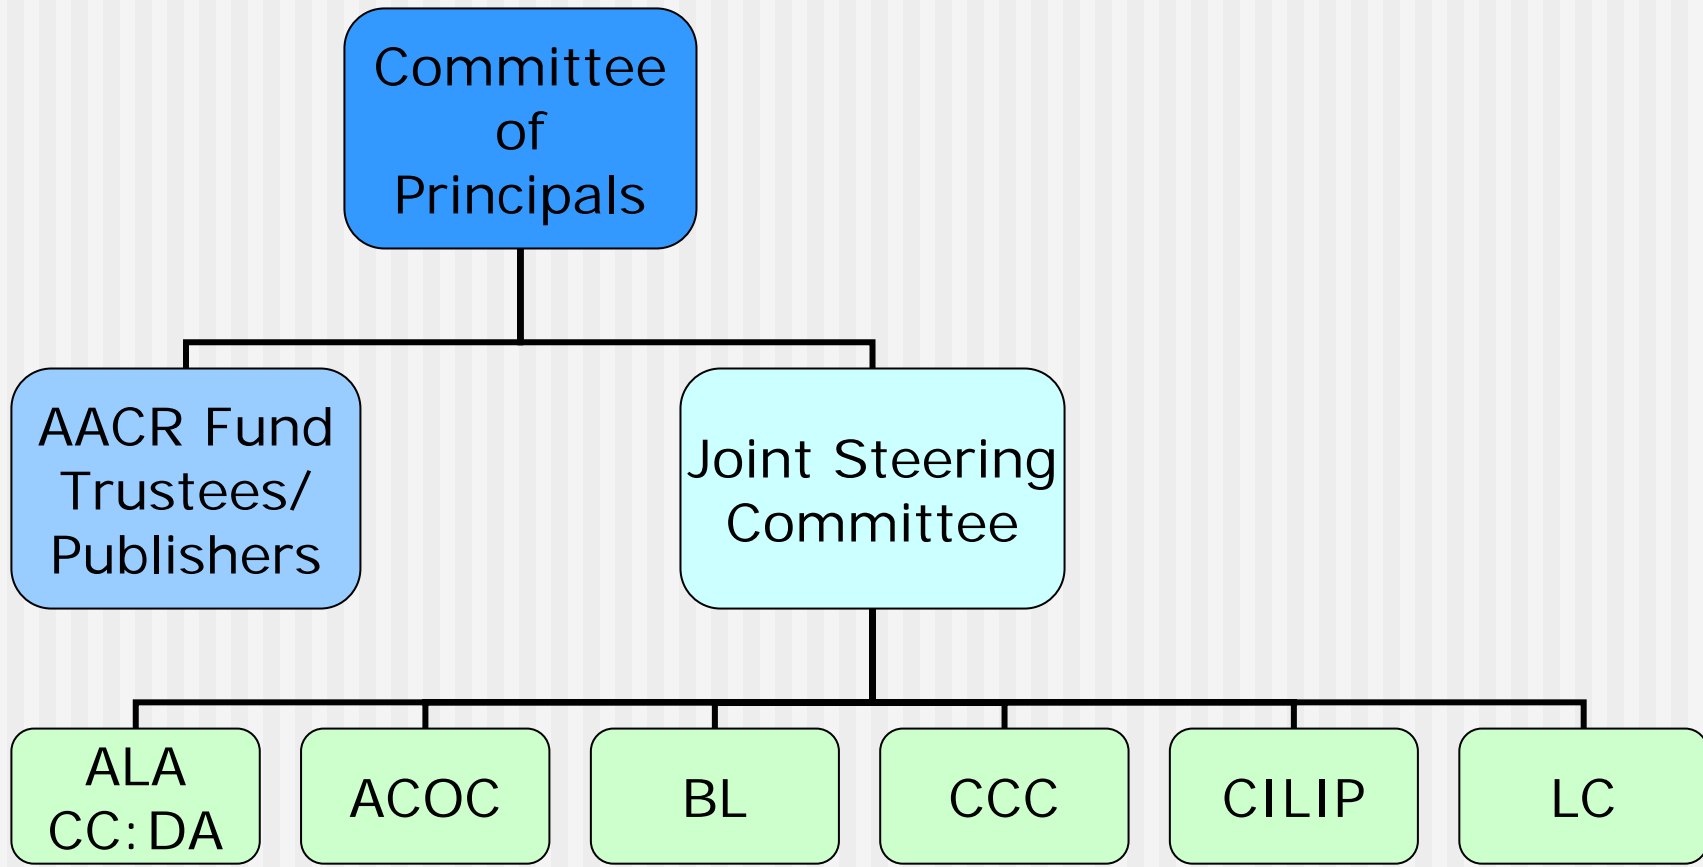 Committee
of
Principals
AACR Fund
Trustees/
Publishers
Joint Steering
Committee
ALA
CC:DA
ACOC
BL
CCC
CILIP
LC